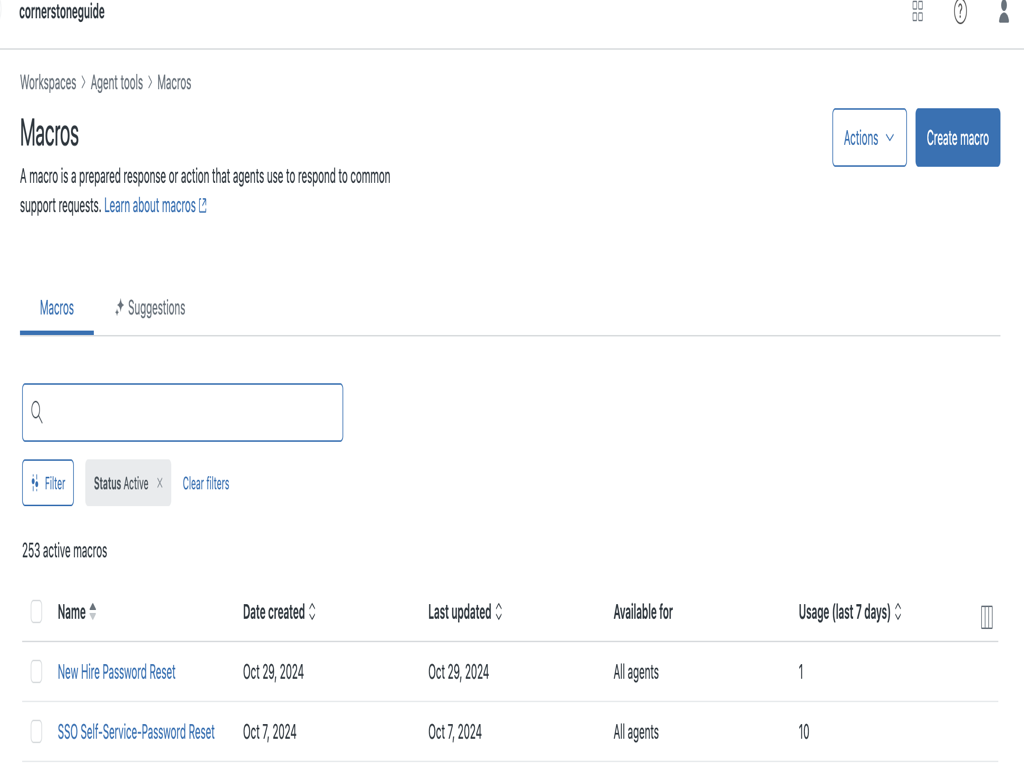 cornerstoneguide
Workspaces > Agent tools > Macros
Macros
Actions
Create macro
A macro is a prepared response or action that agents use to respond to common
support requests. Learn about macros
Macros
Suggestions
Filter
Status Active ×
Clear filters
253 active macros
Name
Date created
Last updated
Available for
Usage (last 7 days)
New Hire Password Reset
Oct 29, 2024
Oct 29, 2024
All agents
1
SSO Self-Service-Password Reset
Oct 7, 2024
Oct 7, 2024
All agents
10